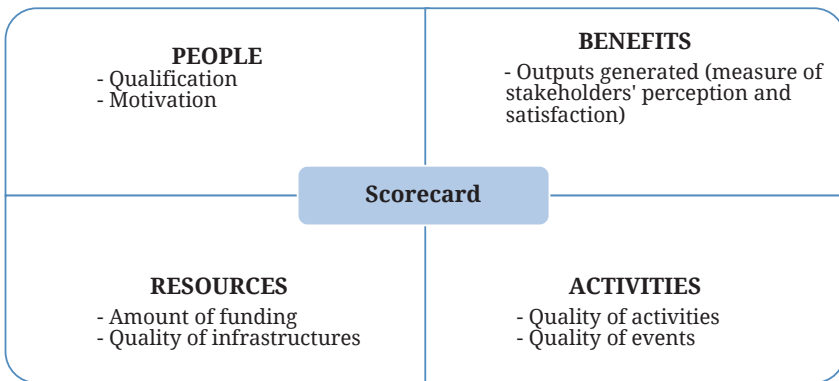 PEOPLE
- Qualification
- Motivation
BENEFITS
- Outputs generated (measure of
stakeholders' perception and
satisfaction)
Scorecard
RESOURCES
- Amount of funding
- Quality of infrastructures
ACTIVITIES
- Quality of activities
- Quality of events